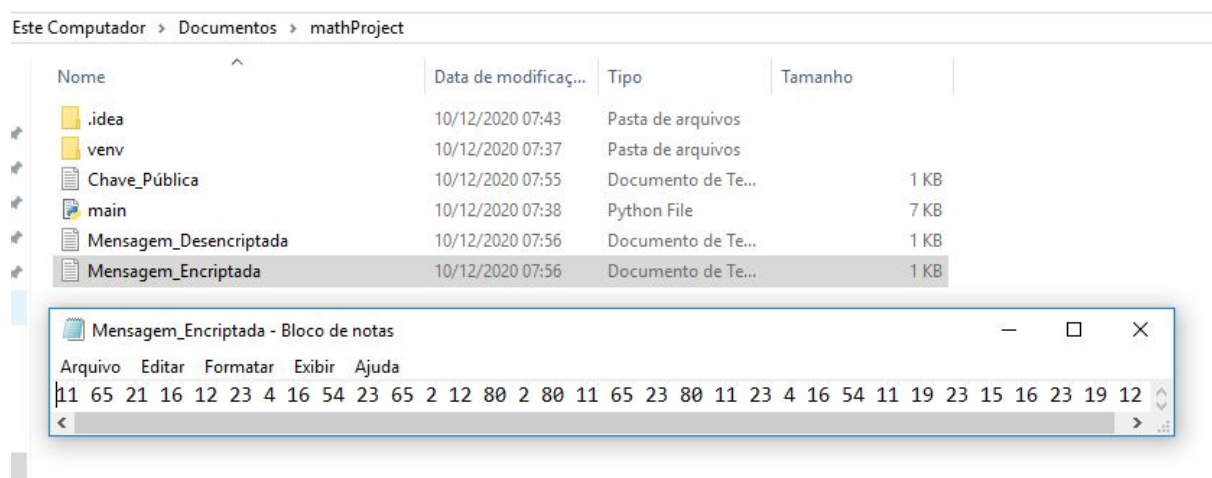 Este Computador > Documentos > mathProject
Nome Data de modificaç... Tipo Tamanho
.idea 10/12/2020 07:43 Pasta de arquivos
venv 10/12/2020 07:37 Pasta de arquivos
Chave_Pública 10/12/2020 07:55 Documento de Te... 1 KB
main 10/12/2020 07:38 Python File 7 KB
Mensagem_Desencriptada 10/12/2020 07:56 Documento de Te... 1 KB
Mensagem_Encriptada 10/12/2020 07:56 Documento de Te... 1 KB
Mensagem_Encriptada - Bloco de notas
Arquivo Editar Formatar Exibir Ajuda
11 65 21 16 12 23 4 16 54 23 65 2 12 80 2 80 11 65 23 80 11 23 4 16 54 11 19 23 15 16 23 19 12